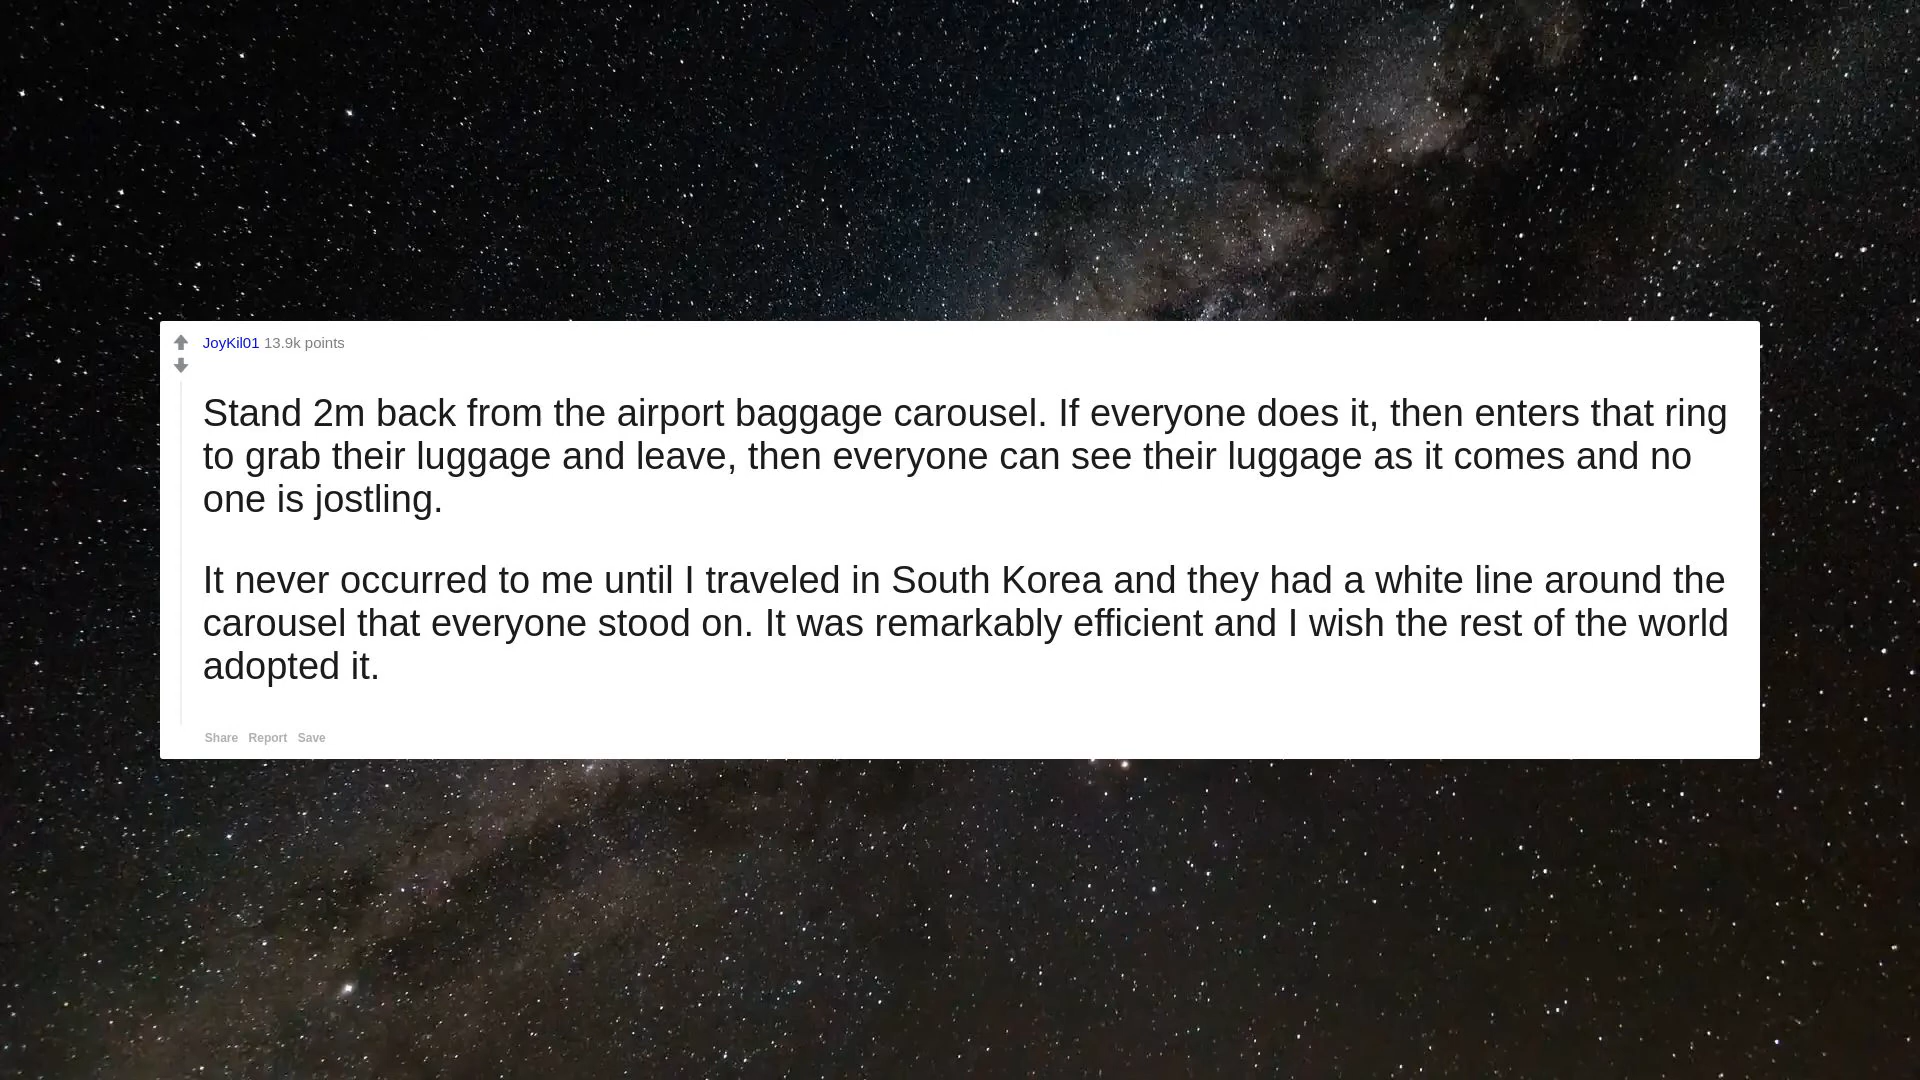 JoyKil01 13.9k points
Stand 2m back from the airport baggage carousel. If everyone does it, then enters that ring
to grab their luggage and leave, then everyone can see their luggage as it comes and no
one is jostling.
It never occurred to me until I traveled in South Korea and they had a white line around the
carousel that everyone stood on. It was remarkably efficient and I wish the rest of the world
adopted it.
Share Report Save